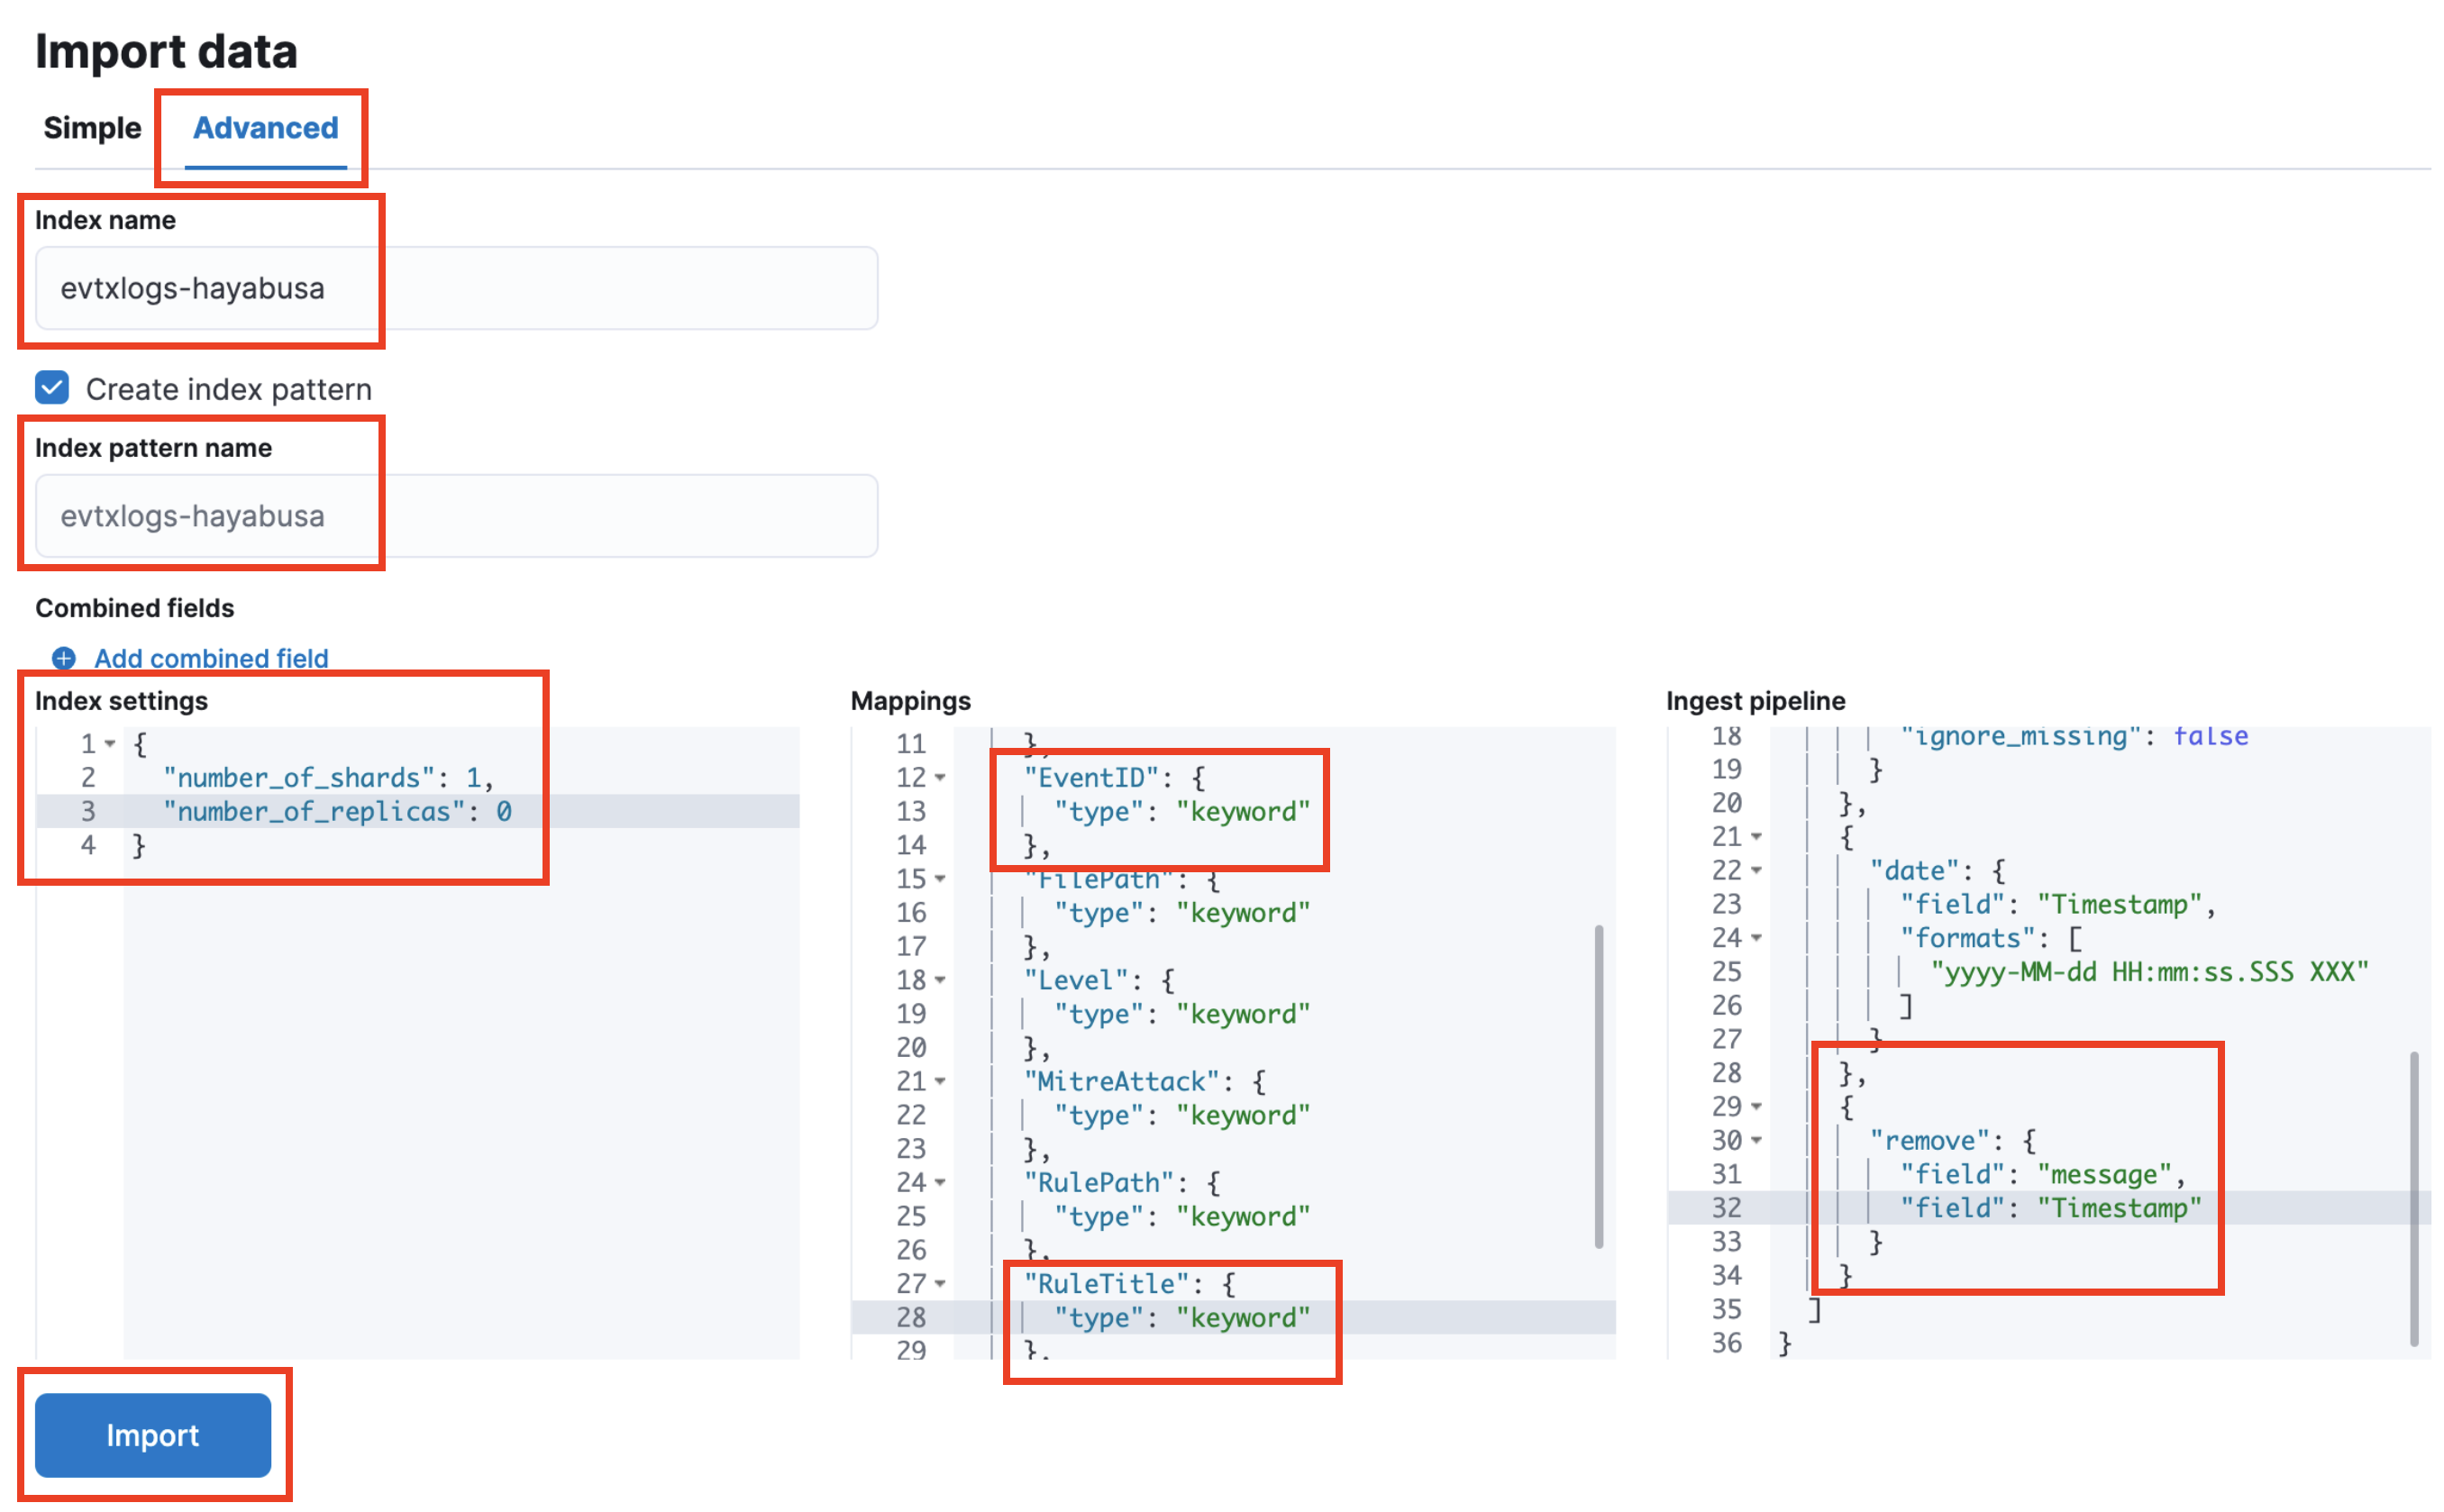 Import data
Simple Advanced
Index name
evtxlogs-hayabusa
Create index pattern
Index pattern name
evtxlogs-hayabusa
Combined fields
Add combined field
Index settings
1 {
2 "number_of_shards": 1,
3 "number_of_replicas": 0
4 }
Mappings
11 },
12 "EventID": {
13 "type": "keyword"
14 },
15 "FilePath": {
16 "type": "keyword"
17 },
18 "Level": {
19 "type": "keyword"
20 },
21 "MitreAttack": {
22 "type": "keyword"
23 },
24 "RulePath": {
25 "type": "keyword"
26 },
27 "RuleTitle": {
28 "type": "keyword"
29 },
Ingest pipeline
18 "ignore_missing": false
19 }
20 },
21 {
22 "date": {
23 "field": "Timestamp",
24 "formats": [
25 "yyyy-MM-dd HH:mm:ss.SSS XXX"
26 ]
27 }
28 },
29 {
30 "remove": {
31 "field": "message",
32 "field": "Timestamp"
33 }
34 }
35 ]
36 }
Import